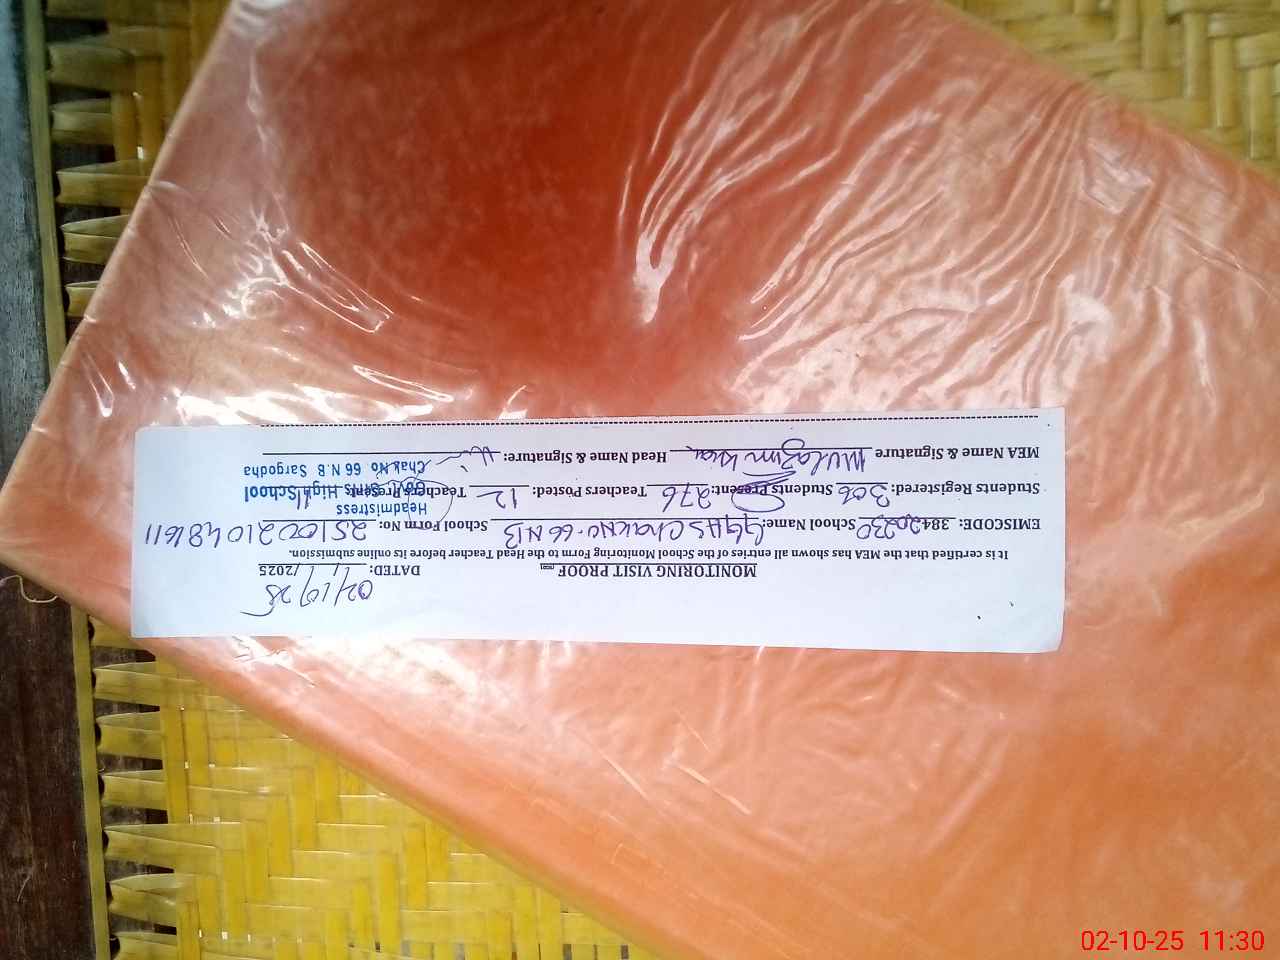 02/10/25
MONITORING VISIT PROOF DATED: / /2025
It is certified that the MEA has shown all entries of the School Monitoring Form to the Head Teacher before its online submission.
EMISCODE: 38420230 School Name: GGHS Chak No. 66 NB School Form No: 25100210481611
Students Registered: 306 Students Present: 276 Teachers Posted: 12 Teachers Present: 11
MEA Name & Signature Mulazim Head Name & Signature:
Headmistress
Govt. Girls High School
Chak No 66 N.B Sargodha
02-10-25 11:30